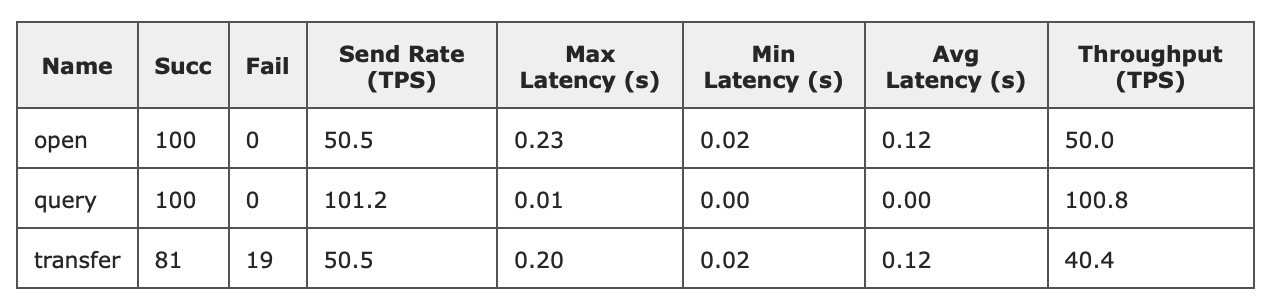 Name Succ Fail Send Rate (TPS) Max Latency (s) Min Latency (s) Avg Latency (s) Throughput (TPS)
open 100 0 50.5 0.23 0.02 0.12 50.0
query 100 0 101.2 0.01 0.00 0.00 100.8
transfer 81 19 50.5 0.20 0.02 0.12 40.4